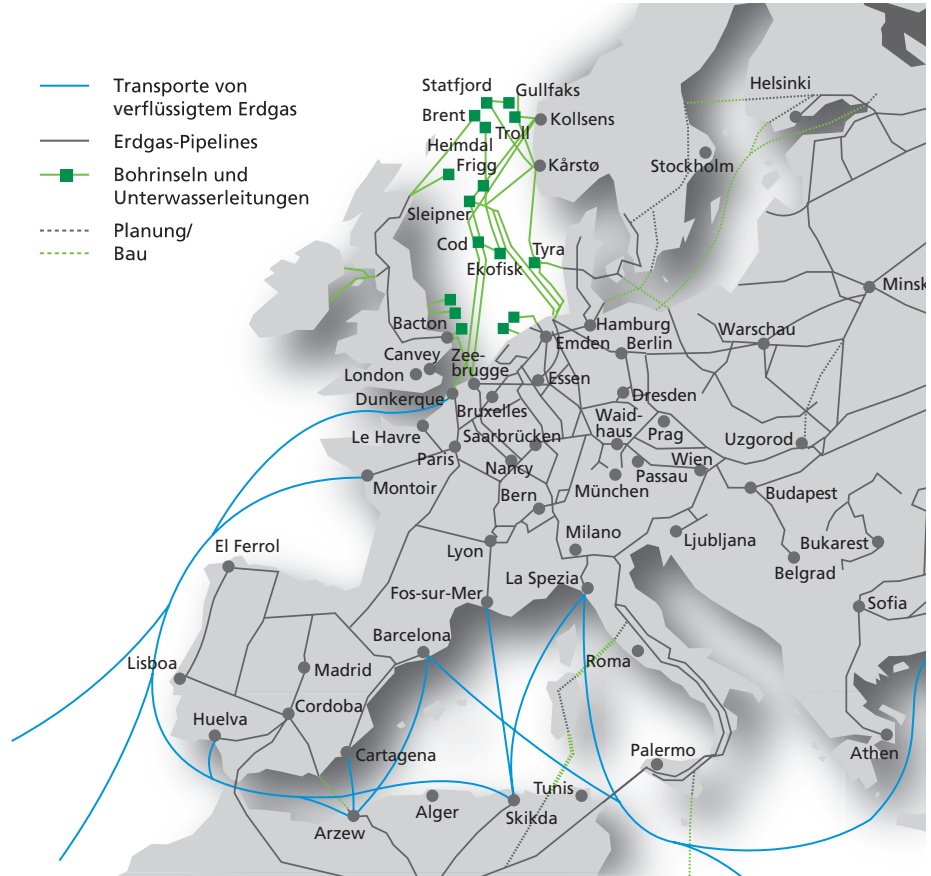 Transporte von
verflüssigtem Erdgas
Erdgas-Pipelines
Bohrinseln und
Unterwasserleitungen
Planung/
Bau
Statfjord
Gullfaks
Brent
Kollsens
Troll
Heimdal
Frigg
Kårstø
Sleipner
Cod
Ekofisk
Tyra
Helsinki
Stockholm
Minsk
Bacton
Canvey
London
Zee-
brugge
Dunkerque
Bruxelles
Emden
Hamburg
Berlin
Warschau
Essen
Dresden
Le Havre
Saarbrücken
Waid-
haus
Prag
Uzgorod
Paris
Nancy
Passau
Wien
Montoir
München
Budapest
Bern
Milano
Ljubljana
Bukarest
Belgrad
El Ferrol
Lyon
La Spezia
Fos-sur-Mer
Sofia
Barcelona
Roma
Lisboa
Madrid
Cordoba
Huelva
Cartagena
Palermo
Athen
Alger
Arzew
Skikda
Tunis